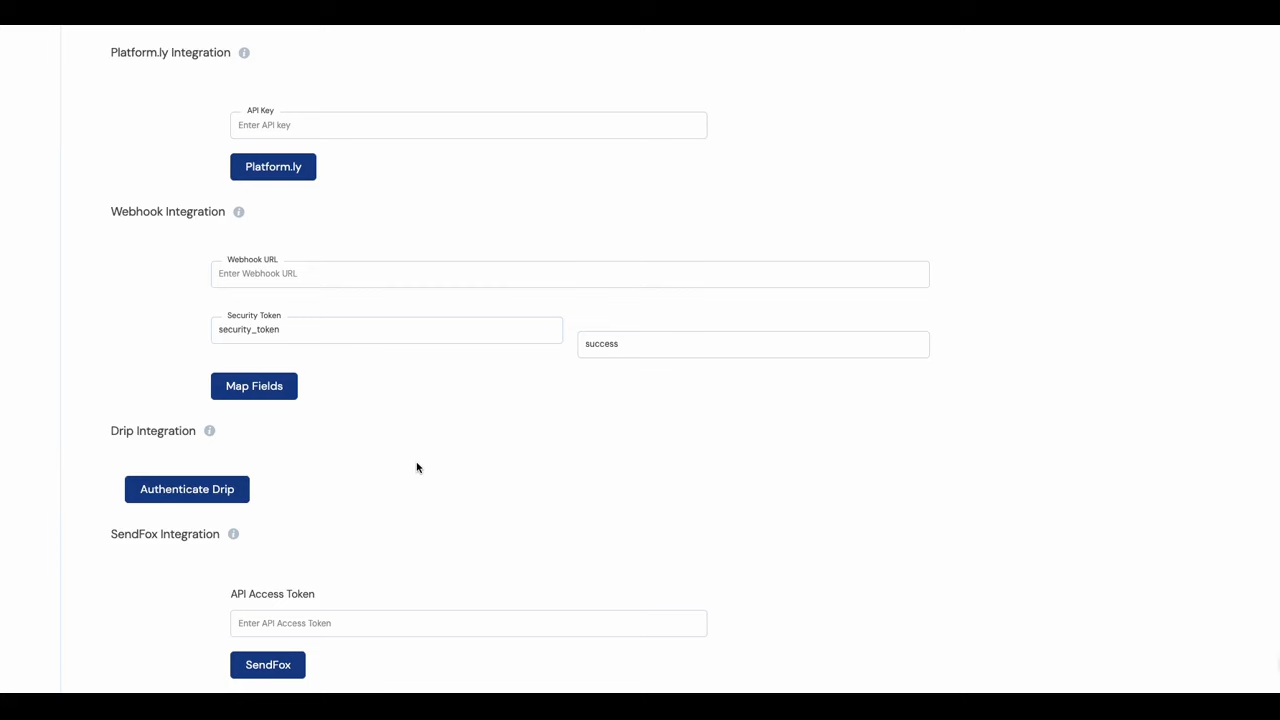 Platform.ly Integration
API Key
Enter API key
Platform.ly
Webhook Integration
Webhook URL
Enter Webhook URL
Security Token
security_token
success
Map Fields
Drip Integration
Authenticate Drip
SendFox Integration
API Access Token
Enter API Access Token
SendFox